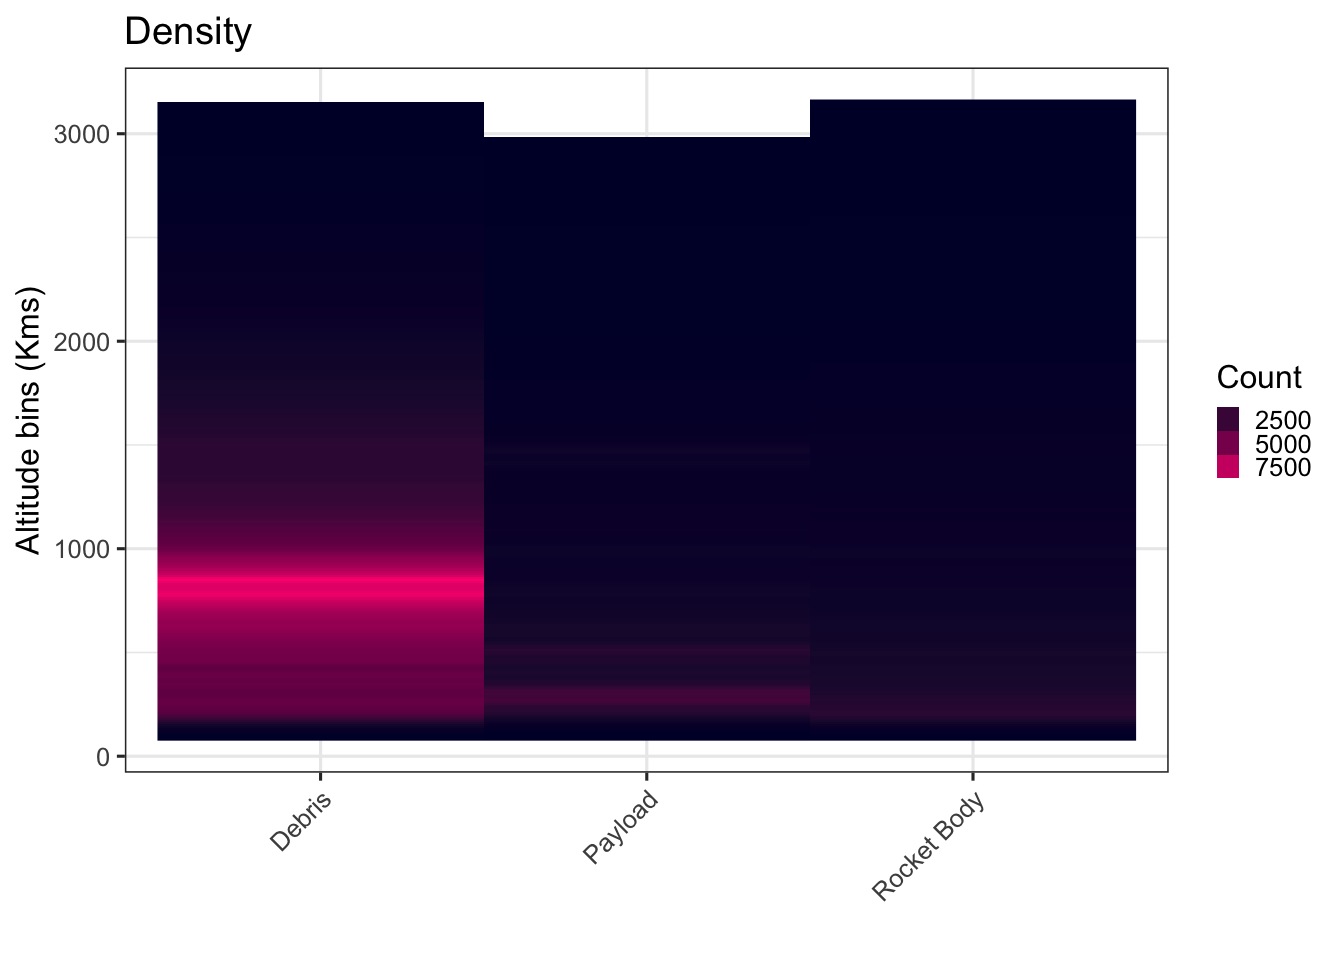 Density
Altitude bins (Kms)
3000
2000
1000
0
Debris
Payload
Rocket Body
Count
2500
5000
7500